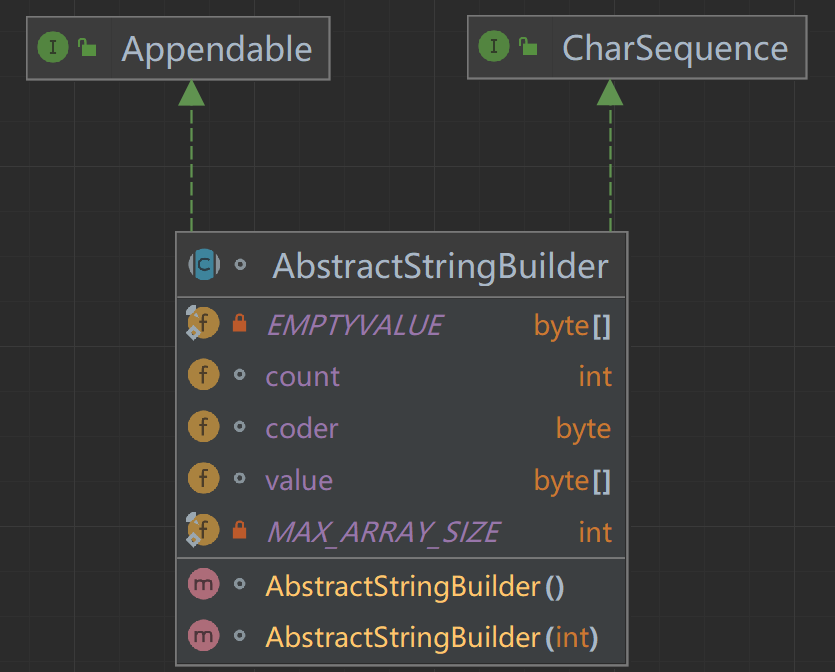 Appendable
CharSequence
AbstractStringBuilder
EMPTYVALUE byte[]
count int
coder byte
value byte[]
MAX_ARRAY_SIZE int
AbstractStringBuilder()
AbstractStringBuilder(int)